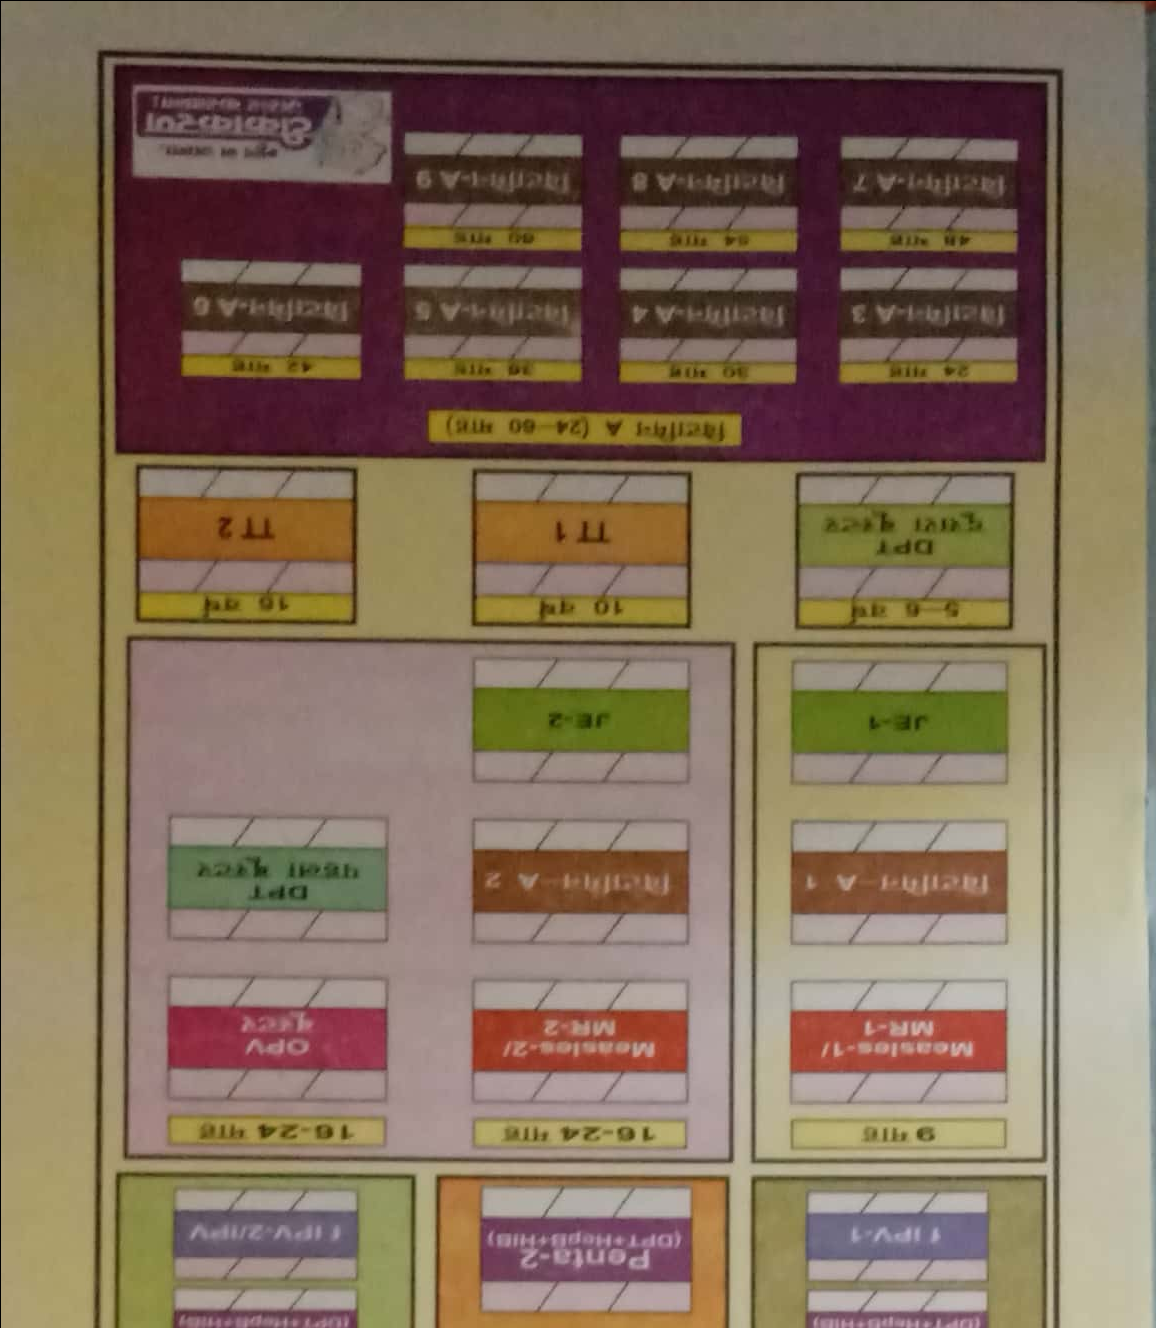 (DPT+HepB+HIB)
f IPV-1
Penta-2
(DPT+HepB+HIB)
(DPT+HepB+HIB)
f IPV-2/IPV
9 माह
Measles-1/
MR-1
विटामिन–A 1
JE-1
16-24 माह
Measles-2/
MR-2
विटामिन–A 2
JE-2
16-24 माह
OPV
बूस्टर
DPT
पहला बूस्टर
5–6 वर्ष
DPT
दूसरा बूस्टर
10 वर्ष
TT 1
16 वर्ष
TT 2
विटामिन A (24–60 माह)
24 माह
विटामिन-A 3
30 माह
विटामिन-A 4
36 माह
विटामिन-A 5
42 माह
विटामिन-A 6
48 माह
विटामिन-A 7
54 माह
विटामिन-A 8
60 माह
विटामिन-A 9
टीकाकरण